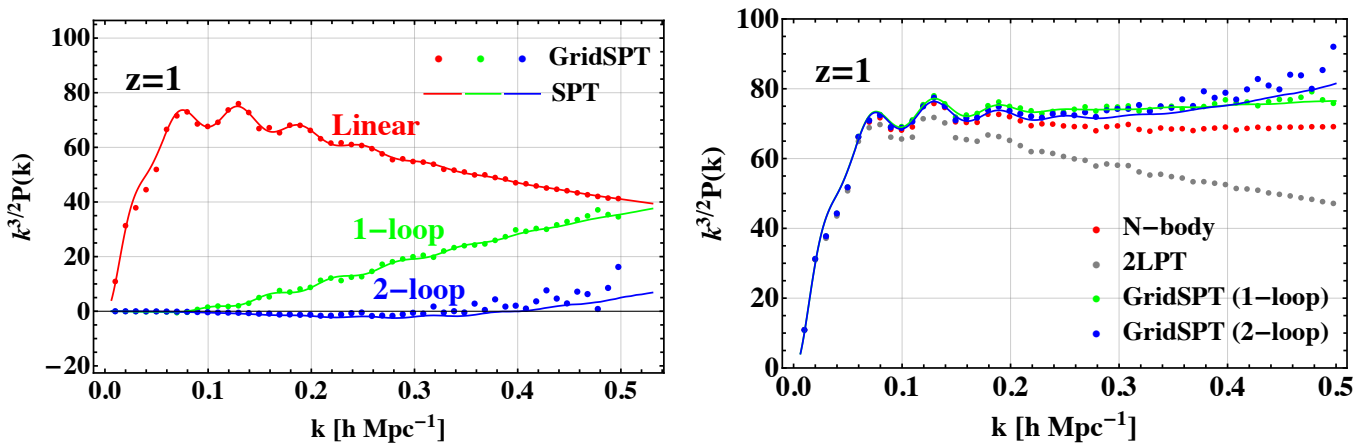 100
80
60
40
20
0
−20
k^{3/2}P(k)
z=1
GridSPT
SPT
Linear
1−loop
2−loop
0.0 0.1 0.2 0.3 0.4 0.5
k [h Mpc^{−1}]
100
80
60
40
20
0
k^{3/2}P(k)
z=1
N−body
2LPT
GridSPT (1−loop)
GridSPT (2−loop)
0.0 0.1 0.2 0.3 0.4 0.5
k [h Mpc^{−1}]